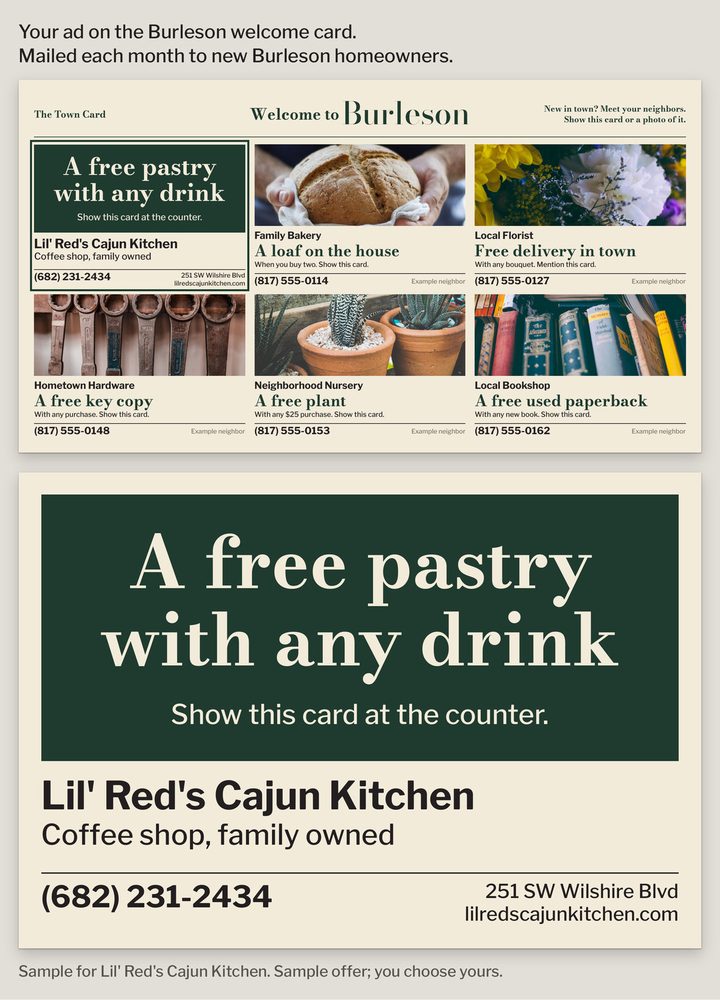 Your ad on the Burleson welcome card.
Mailed each month to new Burleson homeowners.
The Town Card
Welcome to Burleson
New in town? Meet your neighbors.
Show this card or a photo of it.
A free pastry
with any drink
Show this card at the counter.
Lil' Red's Cajun Kitchen
Coffee shop, family owned
(682) 231-2434
251 SW Wilshire Blvd
lilredscajunkitchen.com
Family Bakery
A loaf on the house
When you buy two. Show this card.
(817) 555-0114
Example neighbor
Local Florist
Free delivery in town
With any bouquet. Mention this card.
(817) 555-0127
Example neighbor
Hometown Hardware
A free key copy
With any purchase. Show this card.
(817) 555-0148
Example neighbor
Neighborhood Nursery
A free plant
With any $25 purchase. Show this card.
(817) 555-0153
Example neighbor
Local Bookshop
A free used paperback
With any new book. Show this card.
(817) 555-0162
Example neighbor
A free pastry
with any drink
Show this card at the counter.
Lil' Red's Cajun Kitchen
Coffee shop, family owned
(682) 231-2434
251 SW Wilshire Blvd
lilredscajunkitchen.com
Sample for Lil' Red's Cajun Kitchen. Sample offer; you choose yours.